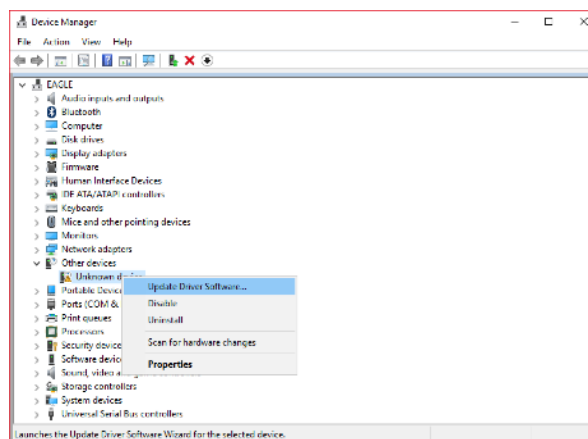 Device Manager
File Action View Help
EAGLE
Audio inputs and outputs
Bluetooth
Computer
Disk drives
Display adapters
Firmware
Human Interface Devices
IDE ATA/ATAPI controllers
Keyboards
Mice and other pointing devices
Monitors
Network adapters
Other devices
Unknown device
Update Driver Software...
Disable
Uninstall
Scan for hardware changes
Properties
Portable Device
Ports (COM &
Print queues
Processors
Security device
Software device
Sound, video a
Storage controllers
System devices
Universal Serial Bus controllers
Launches the Update Driver Software Wizard for the selected device.